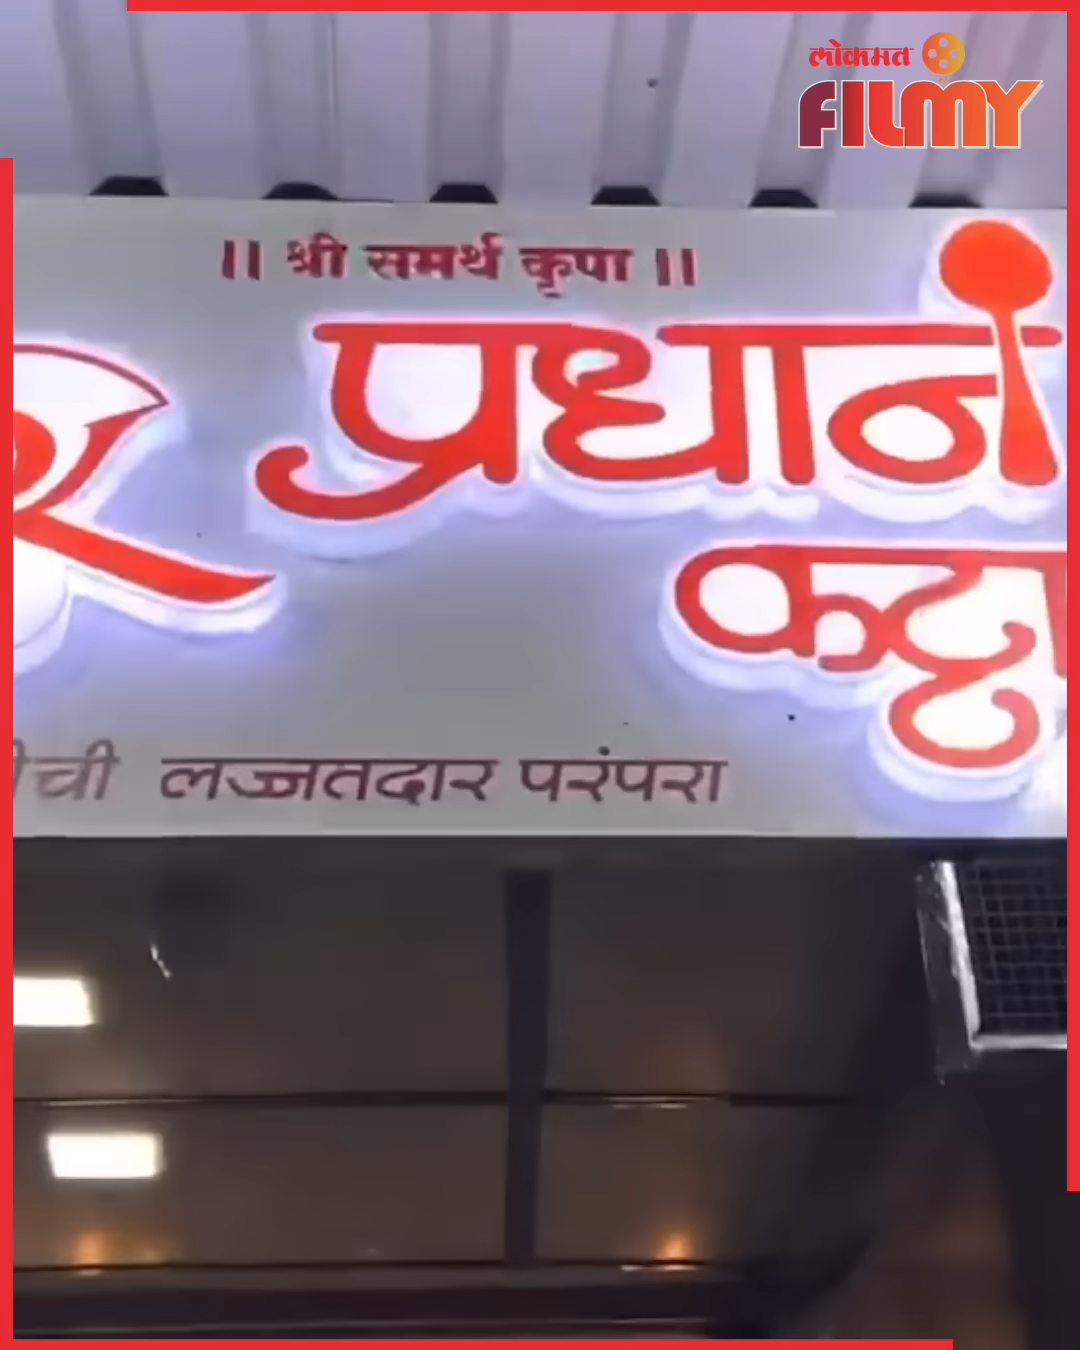 लोकमत
FILMY
|| श्री समर्थ कृपा ||
प्रधान
कट्टा
लज्जतदार परंपरा